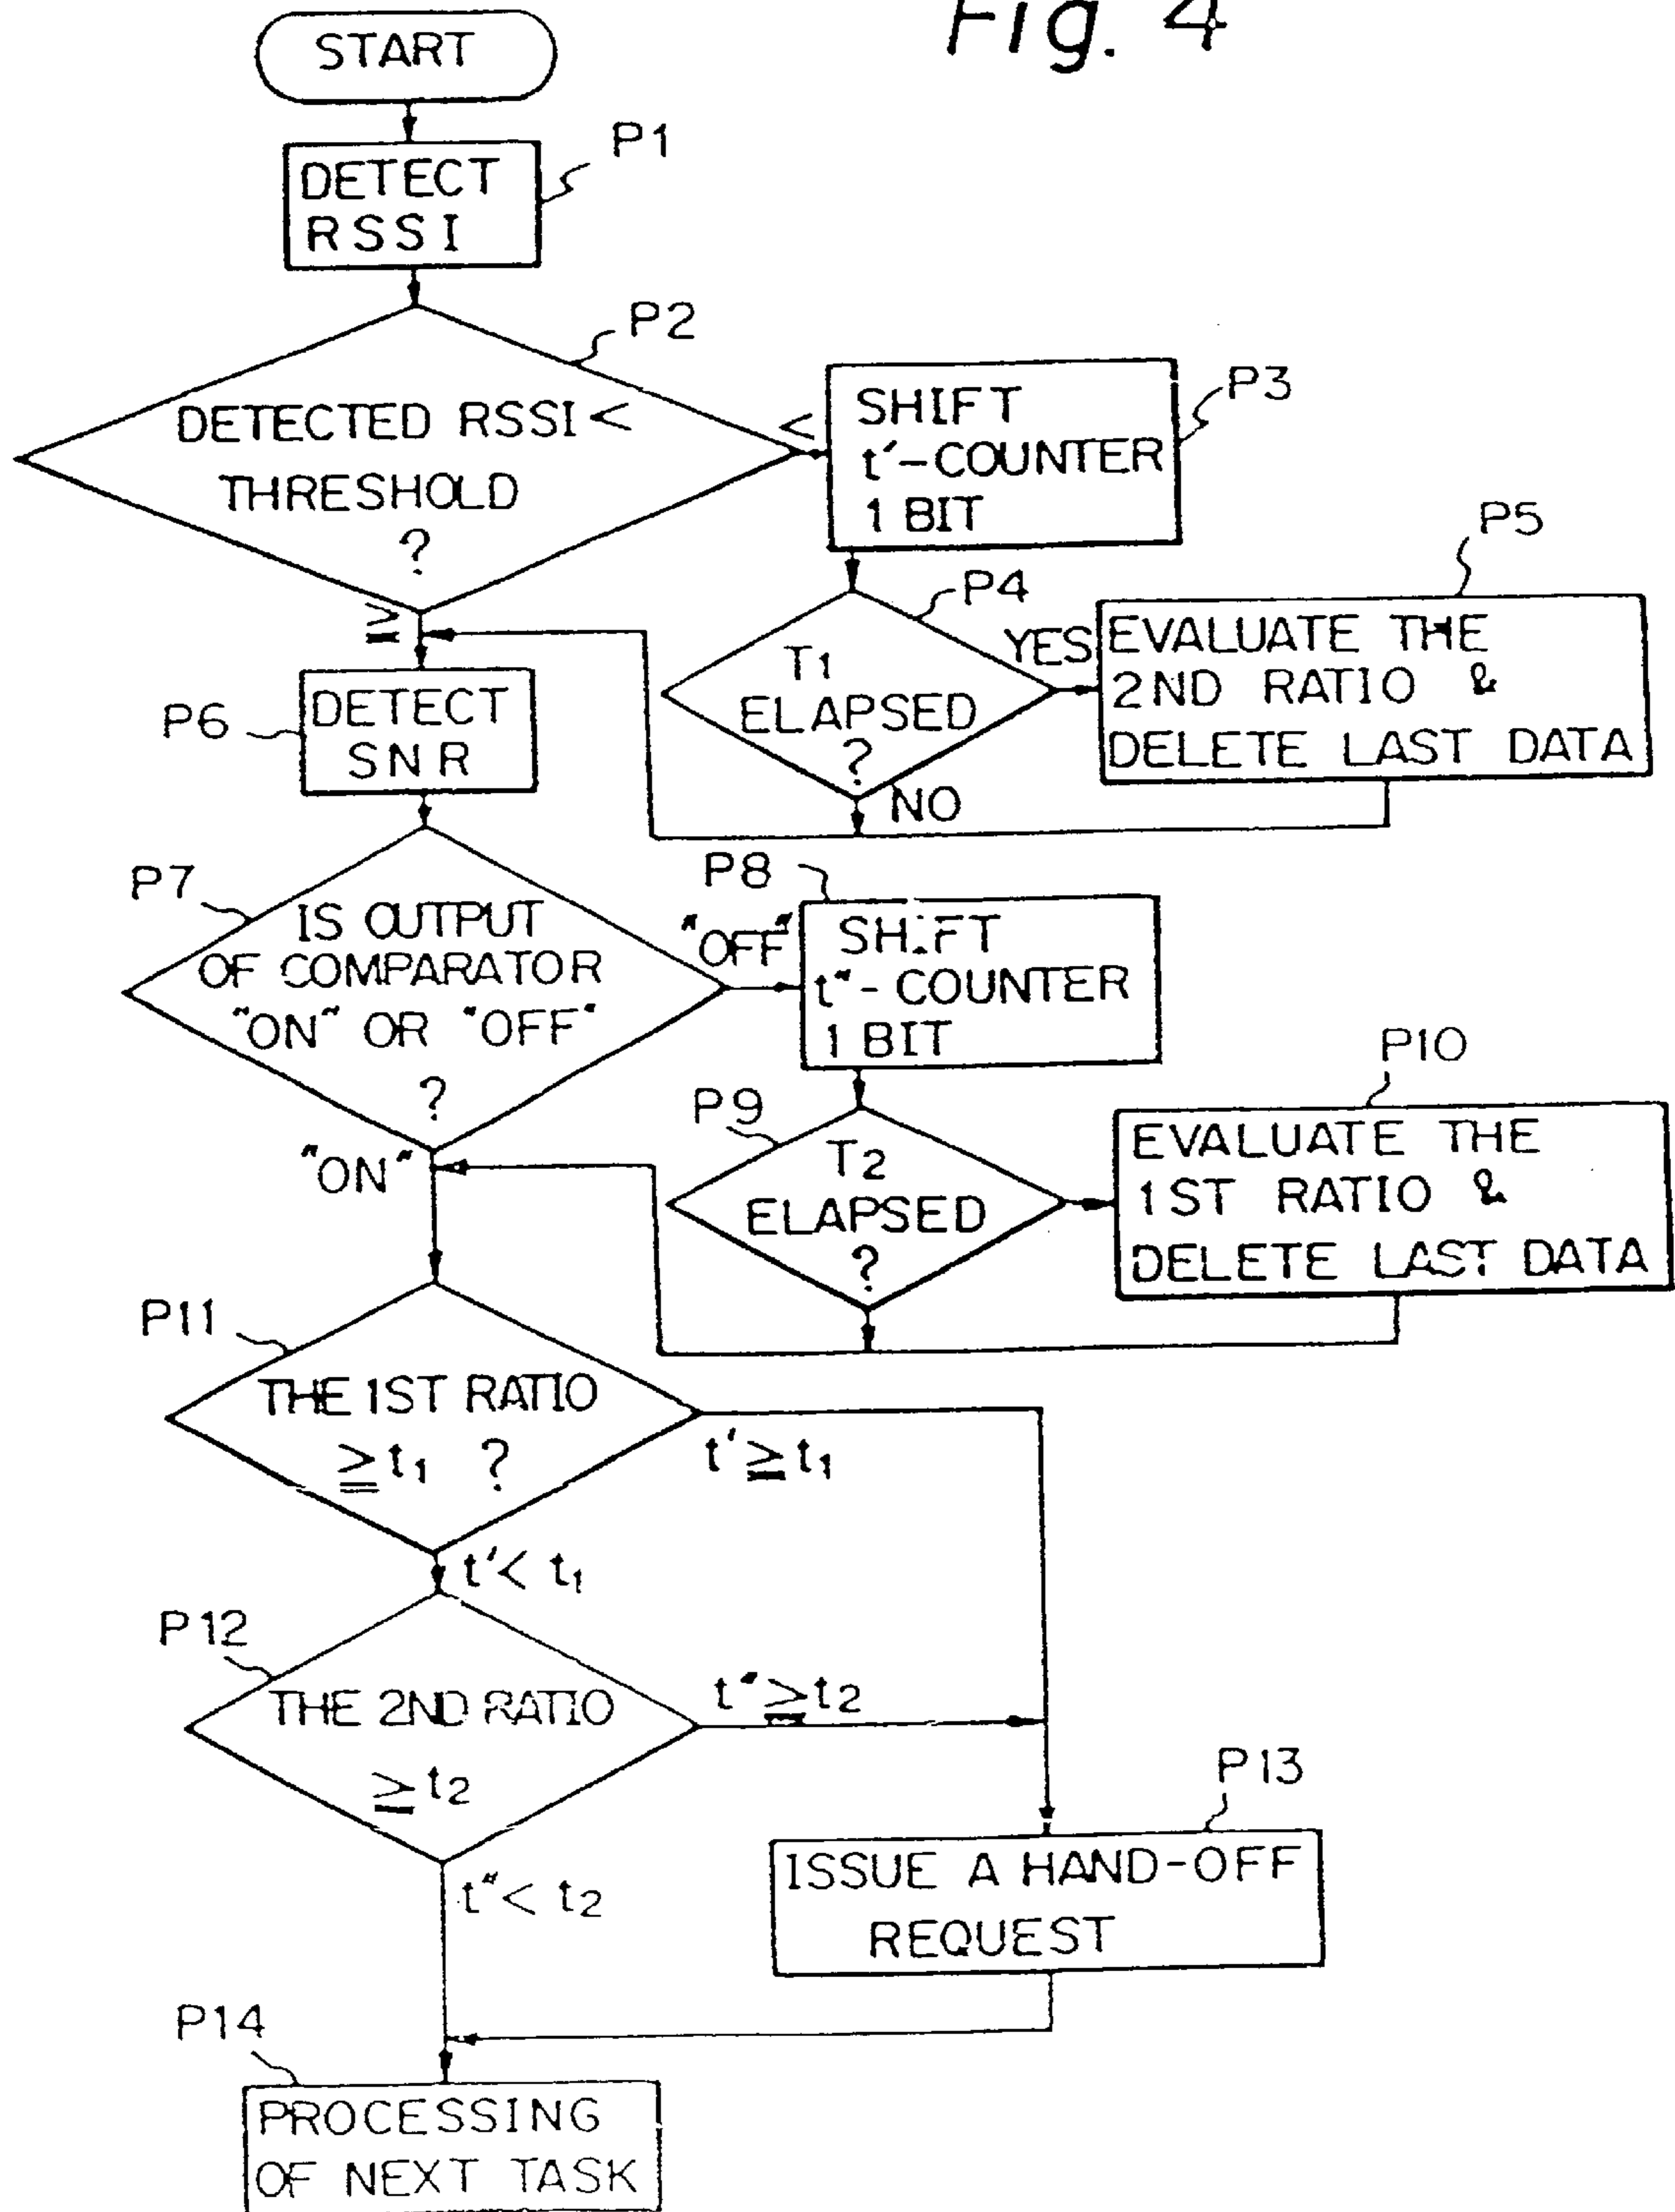 Fig. 4
START
P1
DETECT
RSSI
P2
DETECTED RSSI <
THRESHOLD
?
<
≧
P3
SHIFT
t'-COUNTER
1 BIT
P4
T1
ELAPSED
?
YES
NO
P5
EVALUATE THE
2ND RATIO &
DELETE LAST DATA
P6
DETECT
SNR
P7
IS OUTPUT
OF COMPARATOR
"ON" OR "OFF"
?
"OFF"
"ON"
P8
SHIFT
t"-COUNTER
1 BIT
P9
T2
ELAPSED
?
P10
EVALUATE THE
1ST RATIO &
DELETE LAST DATA
P11
THE 1ST RATIO
≧ t1 ?
t' ≧ t1
t' < t1
P12
THE 2ND RATIO
≧ t2
t" ≧ t2
t" < t2
P13
ISSUE A HAND-OFF
REQUEST
P14
PROCESSING
OF NEXT TASK